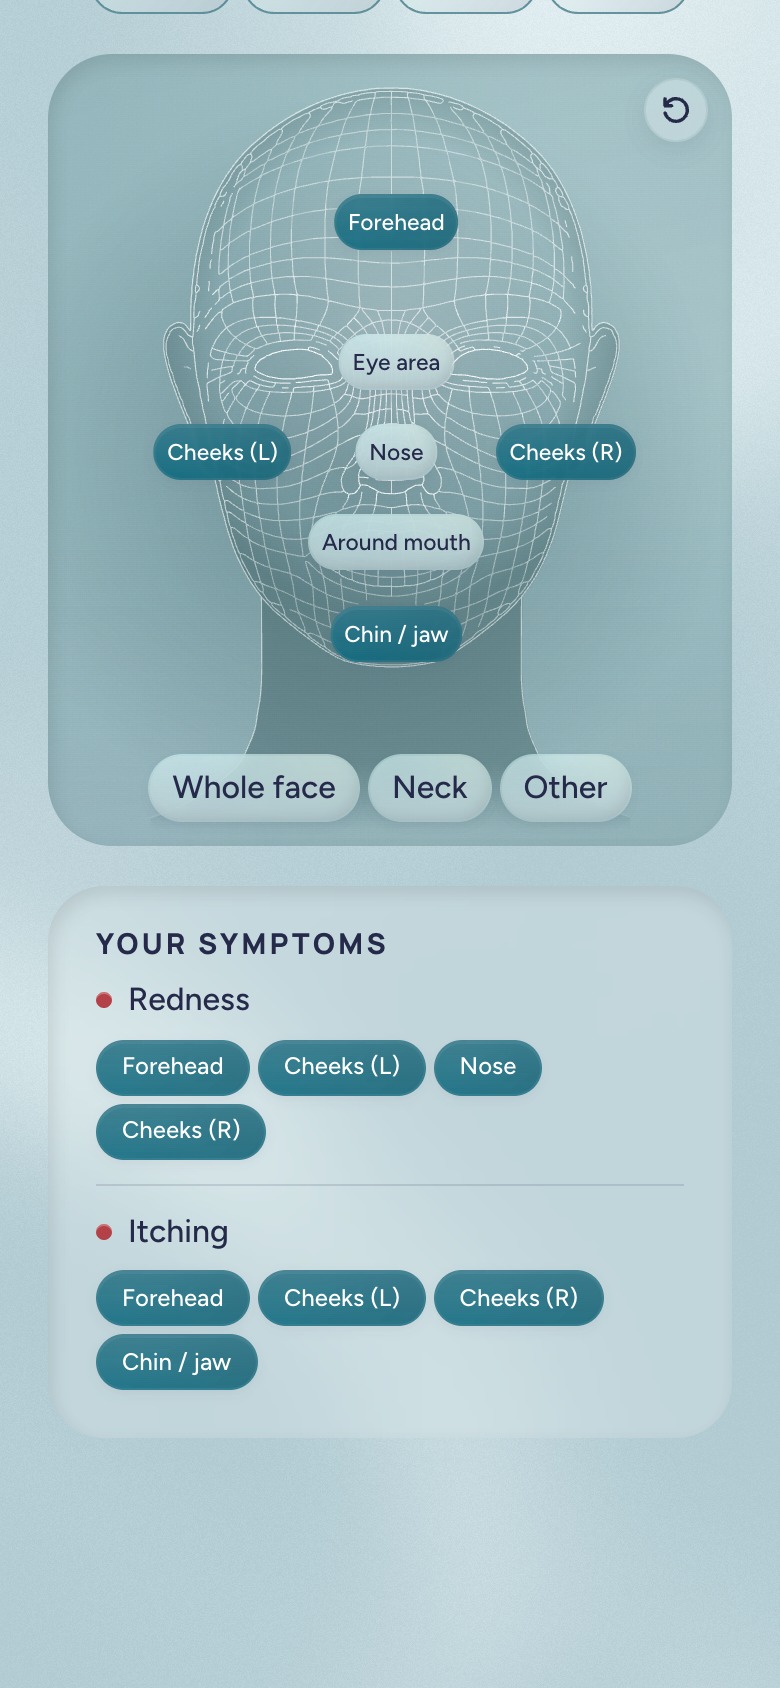 Forehead
Eye area
Cheeks (L) Nose Cheeks (R)
Around mouth
Chin / jaw
Whole face Neck Other
YOUR SYMPTOMS
Redness
Forehead Cheeks (L) Nose
Cheeks (R)
Itching
Forehead Cheeks (L) Cheeks (R)
Chin / jaw